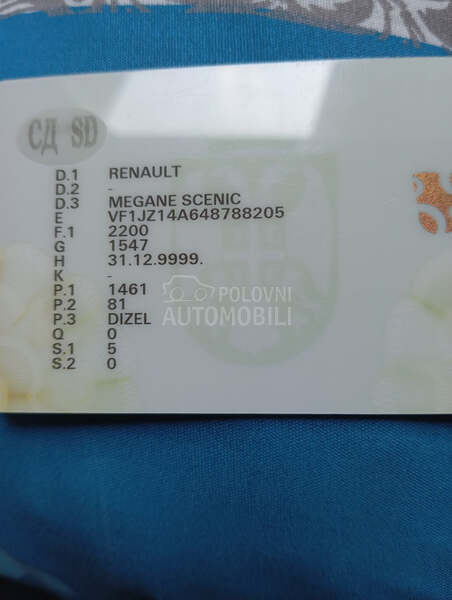 СД SD
D.1 RENAULT
D.2 -
D.3 MEGANE SCENIC
E VF1JZ14A648788205
F.1 2200
G 1547
H 31.12.9999.
K -
P.1 1461
P.2 81
P.3 DIZEL
Q 0
S.1 5
S.2 0
POLOVNI
AUTOMOBILI